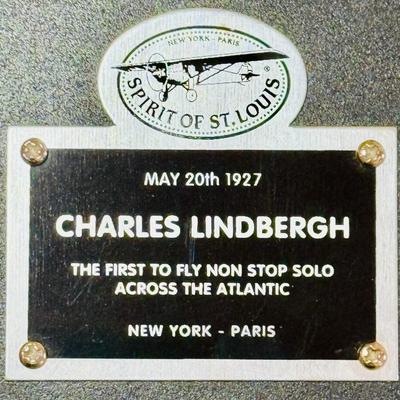 NEW YORK - PARIS
SPIRIT OF ST. LOUIS®
MAY 20th 1927
CHARLES LINDBERGH
THE FIRST TO FLY NON STOP SOLO
ACROSS THE ATLANTIC
NEW YORK - PARIS